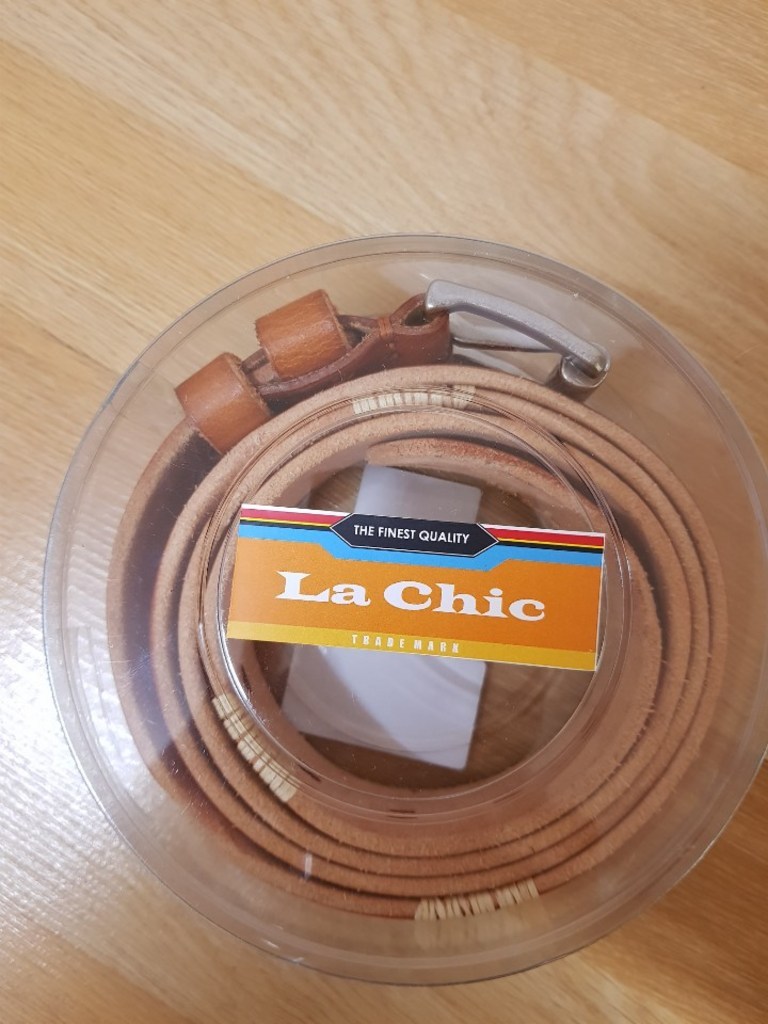 THE FINEST QUALITY
La Chic
TRADE MARK